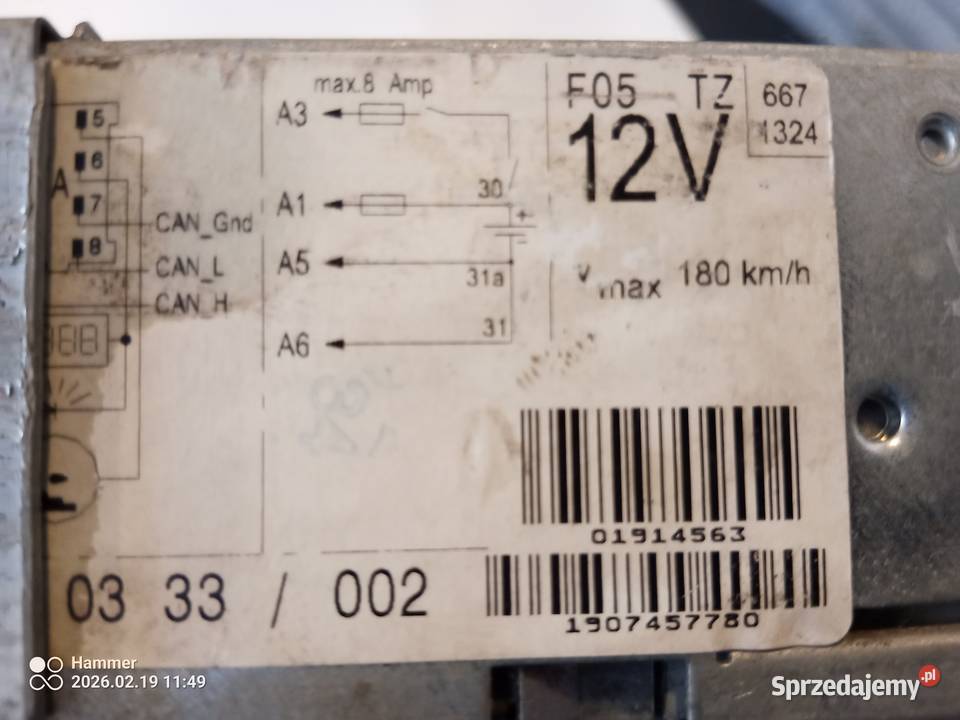 max.8 Amp
F05 TZ
667
1324
12V
A3
5
6
A
7
8
30
A1
+
CAN_Gnd
CAN_L
CAN_H
A5
31a
Vmax 180 km/h
31
A6
01914563
03 33 / 002
1907457780
Hammer
2026.02.19 11:49
Sprzedajemy.pl